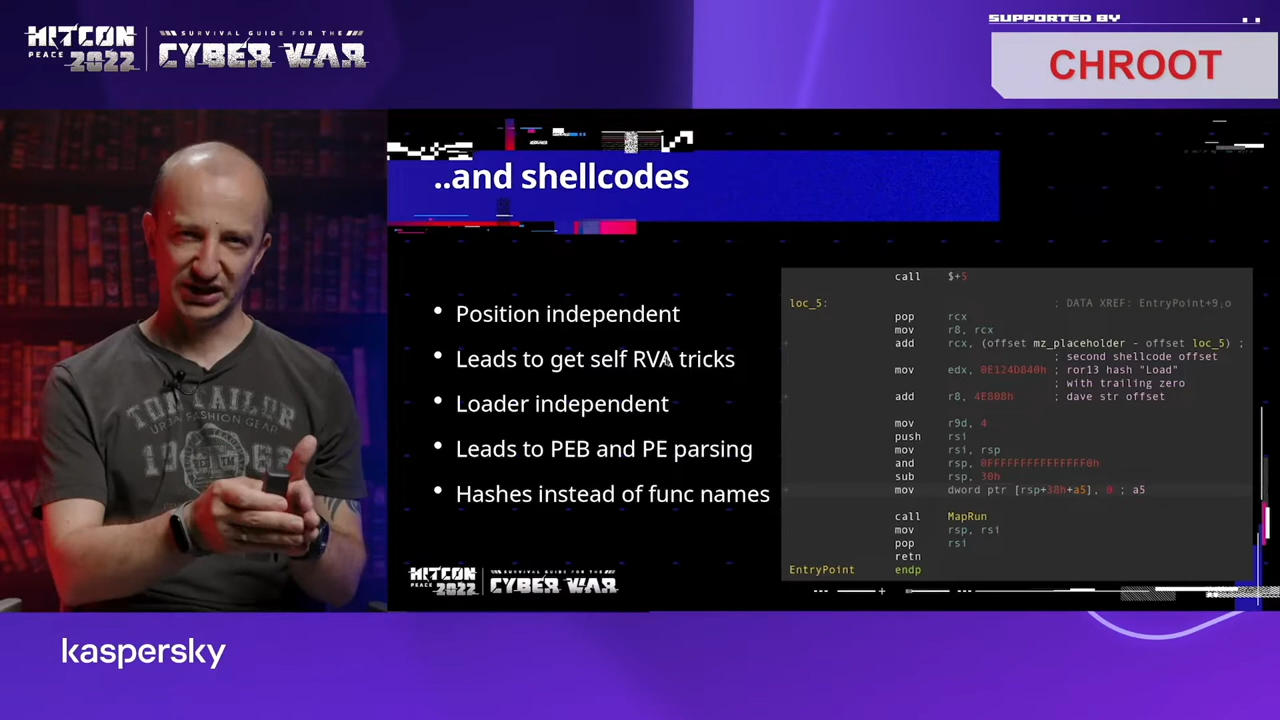 HITCON
PEACE 2022
SURVIVAL GUIDE FOR THE
CYBER WAR
SUPPORTED BY
CHROOT
..and shellcodes
• Position independent
• Leads to get self RVA tricks
• Loader independent
• Leads to PEB and PE parsing
• Hashes instead of func names
call $+5
loc_5: ; DATA XREF: EntryPoint+9↓o
pop rcx
mov r8, rcx
add rcx, (offset mz_placeholder - offset loc_5) ;
; second shellcode offset
mov edx, 0E124D840h ; ror13 hash "Load"
; with trailing zero
add r8, 4E808h ; dave str offset
mov r9d, 4
push rsi
mov rsi, rsp
and rsp, 0FFFFFFFFFFFFFFF0h
sub rsp, 30h
mov dword ptr [rsp+38h+a5], 0 ; a5
call MapRun
mov rsp, rsi
pop rsi
retn
EntryPoint endp
TOM TAILOR
URBAN FASHION GEAR
1962
HITCON
PEACE 2022
CYBER WAR
kaspersky